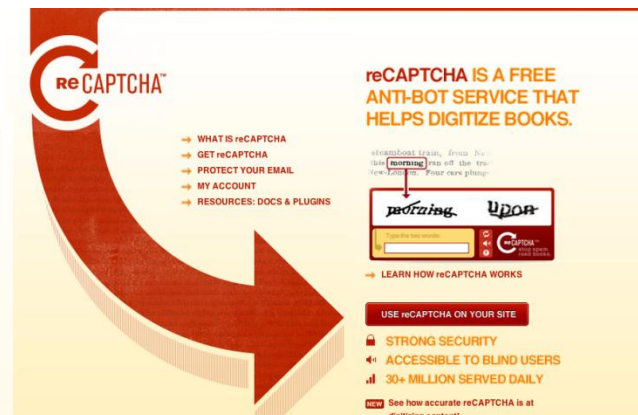 reCAPTCHA™
WHAT IS reCAPTCHA
GET reCAPTCHA
PROTECT YOUR EMAIL
MY ACCOUNT
RESOURCES: DOCS & PLUGINS
reCAPTCHA IS A FREE
ANTI-BOT SERVICE THAT
HELPS DIGITIZE BOOKS.
steamboat train, from
this morning ran off the
New-London. Four cars
morning upon
Type the two words:
reCAPTCHA™
stop spam.
read books.
LEARN HOW reCAPTCHA WORKS
USE reCAPTCHA ON YOUR SITE
STRONG SECURITY
ACCESSIBLE TO BLIND USERS
30+ MILLION SERVED DAILY
NEW See how accurate reCAPTCHA is at
digitizing content!